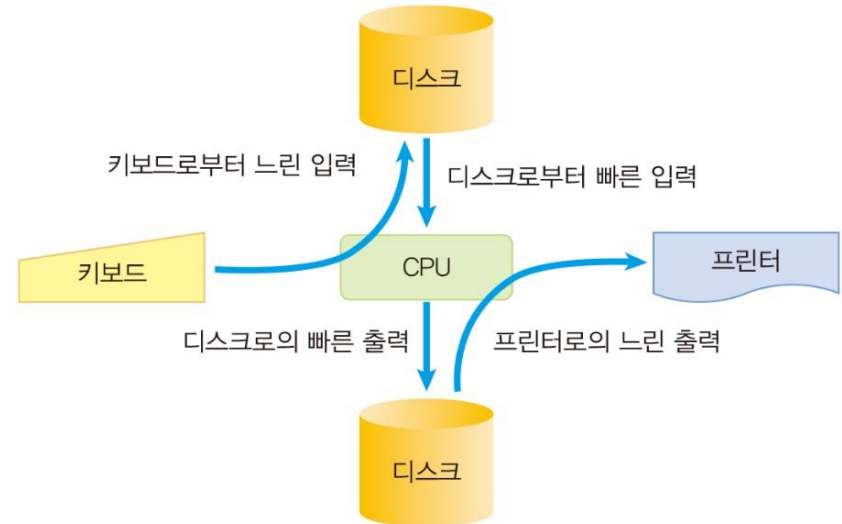 디스크
키보드로부터 느린 입력
디스크로부터 빠른 입력
키보드
CPU
프린터
디스크로의 빠른 출력
프린터로의 느린 출력
디스크